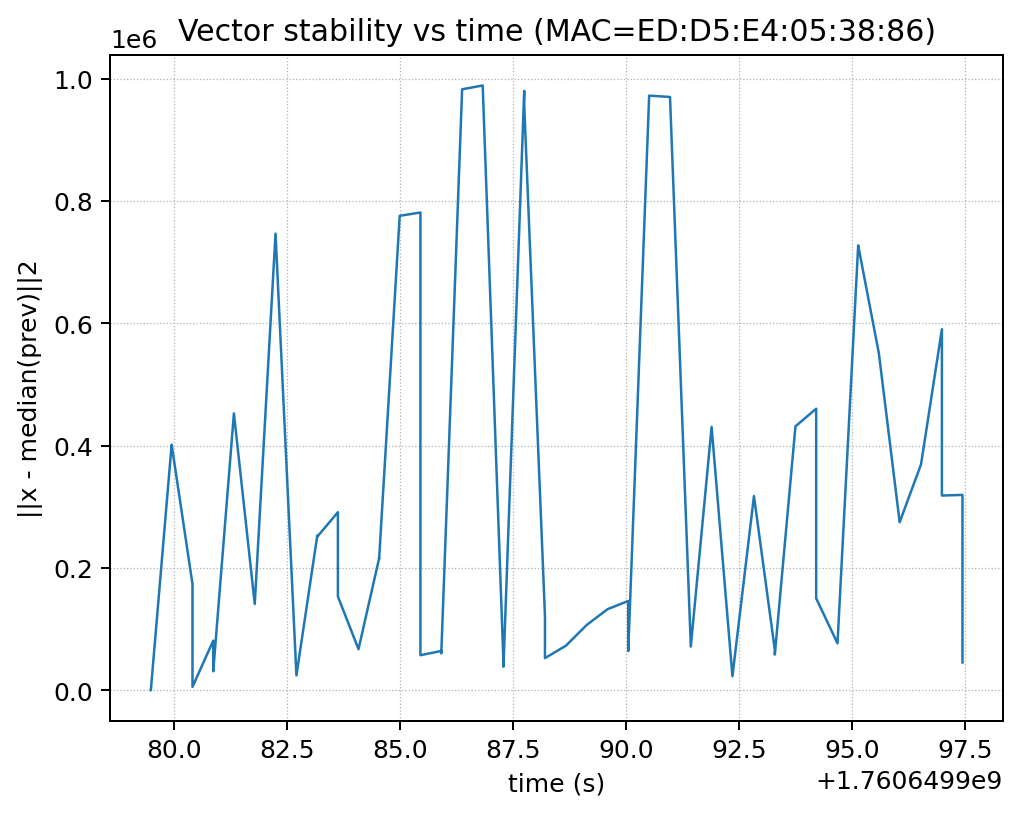 Vector stability vs time (MAC=ED:D5:E4:05:38:86)
1e6
1.0
0.8
0.6
0.4
0.2
0.0
||x - median(prev)||2
80.0 82.5 85.0 87.5 90.0 92.5 95.0 97.5
time (s)
+1.7606499e9